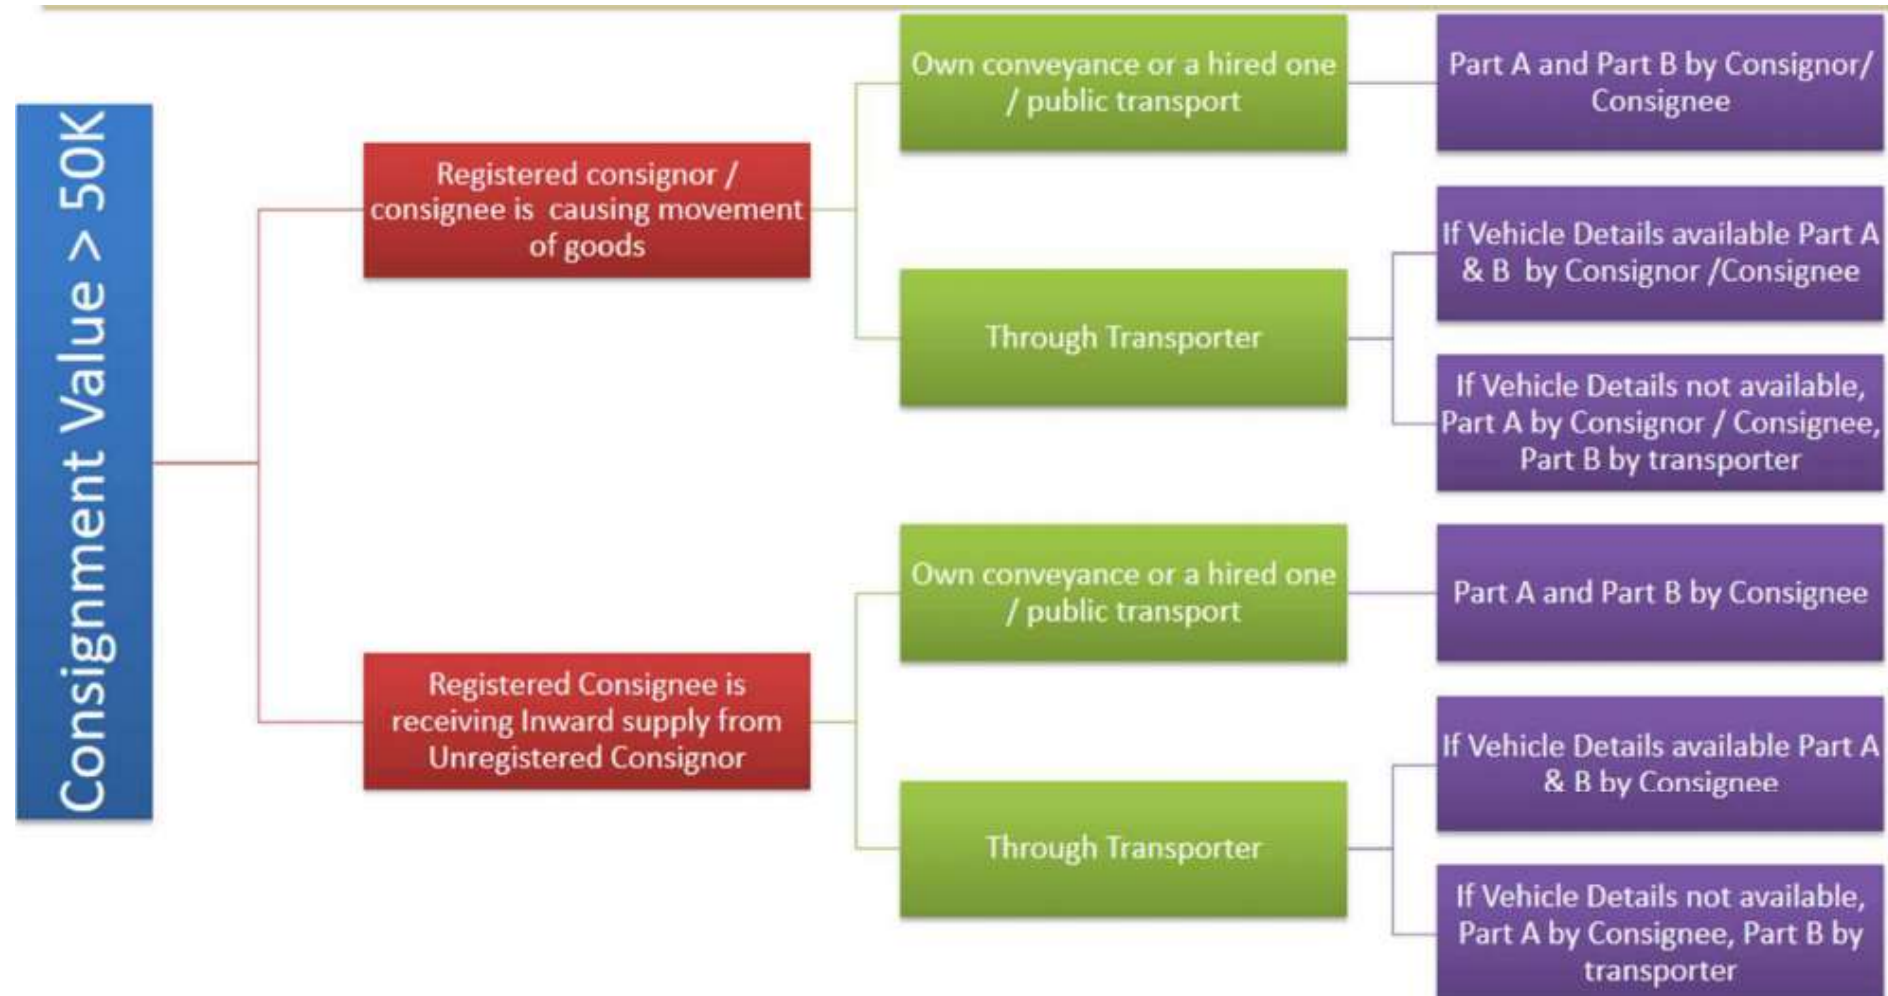 Consignment Value > 50K
Registered consignor /
consignee is causing movement
of goods
Own conveyance or a hired one
/ public transport
Part A and Part B by Consignor/
Consignee
Through Transporter
If Vehicle Details available Part A
& B by Consignor /Consignee
If Vehicle Details not available,
Part A by Consignor / Consignee,
Part B by transporter
Registered Consignee is
receiving Inward supply from
Unregistered Consignor
Own conveyance or a hired one
/ public transport
Part A and Part B by Consignee
Through Transporter
If Vehicle Details available Part A
& B by Consignee
If Vehicle Details not available,
Part A by Consignee, Part B by
transporter